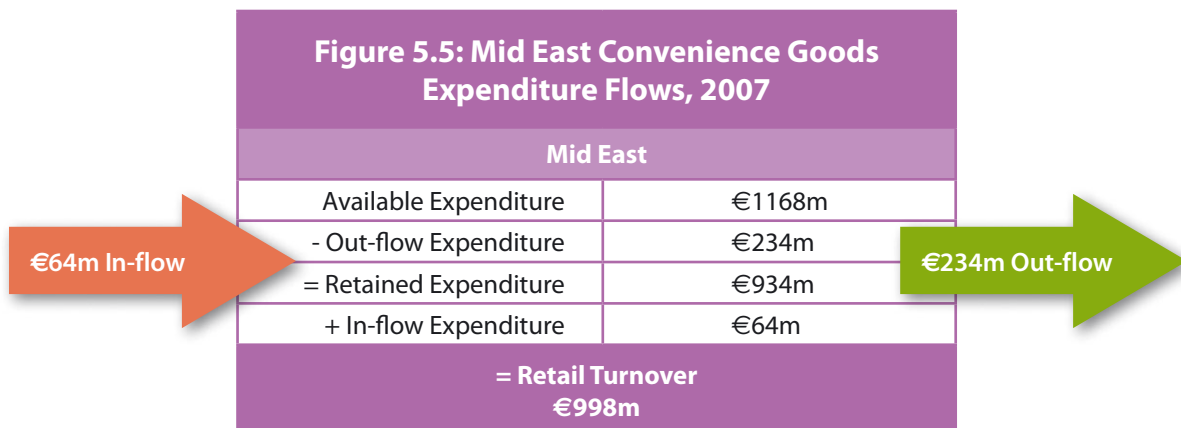 Figure 5.5: Mid East Convenience Goods
Expenditure Flows, 2007
Mid East
Available Expenditure €1168m
- Out-flow Expenditure €234m
= Retained Expenditure €934m
+ In-flow Expenditure €64m
= Retail Turnover
€998m
€64m In-flow
€234m Out-flow